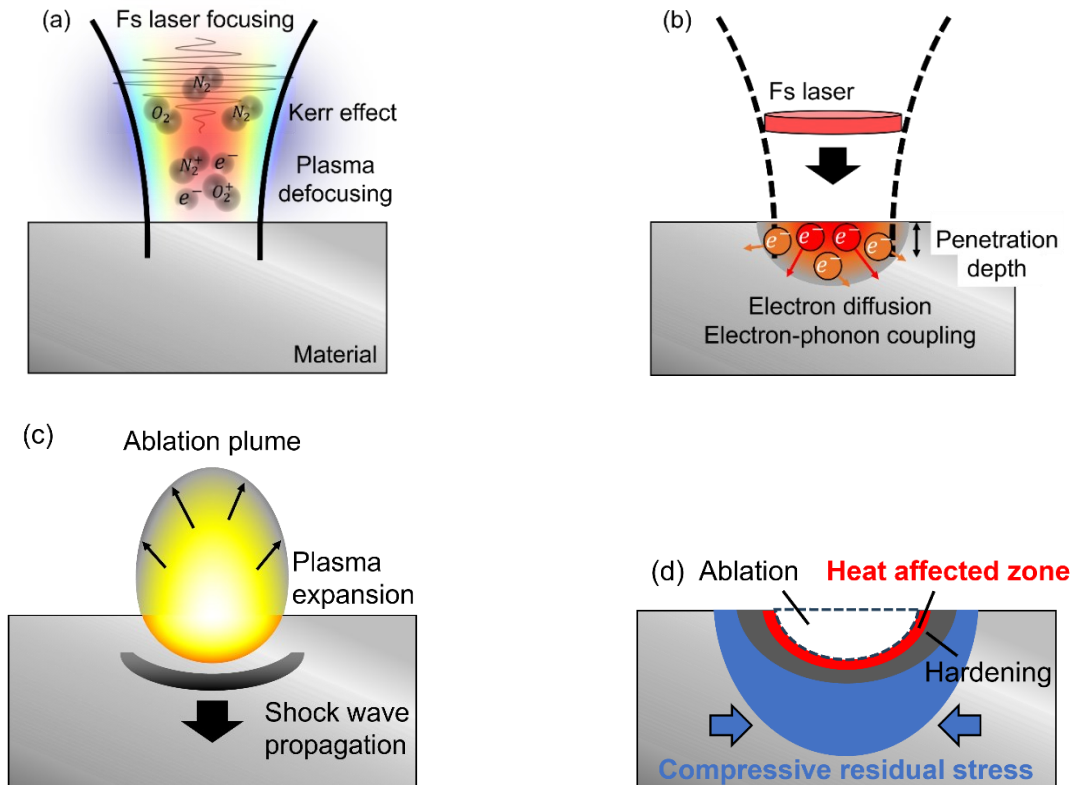 (a)
Fs laser focusing
N₂
O₂
N₂
Kerr effect
N₂⁺
e⁻
Plasma
defocusing
e⁻
O₂⁺
Material
(b)
Fs laser
e⁻
e⁻
e⁻
e⁻
e⁻
Penetration
depth
Electron diffusion
Electron-phonon coupling
(c)
Ablation plume
Plasma
expansion
Shock wave
propagation
(d)
Ablation
Heat affected zone
Hardening
Compressive residual stress